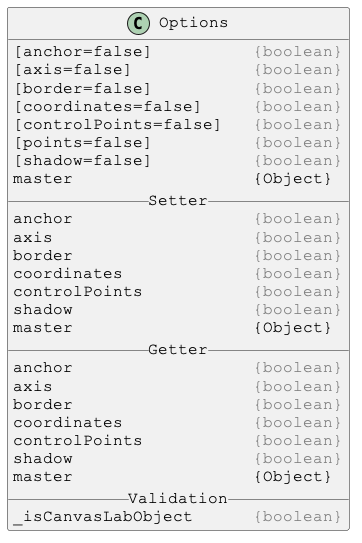 C Options
[anchor=false] {boolean}
[axis=false] {boolean}
[border=false] {boolean}
[coordinates=false] {boolean}
[controlPoints=false] {boolean}
[points=false] {boolean}
[shadow=false] {boolean}
master {Object}
Setter
anchor {boolean}
axis {boolean}
border {boolean}
coordinates {boolean}
controlPoints {boolean}
shadow {boolean}
master {Object}
Getter
anchor {boolean}
axis {boolean}
border {boolean}
coordinates {boolean}
controlPoints {boolean}
shadow {boolean}
master {Object}
Validation
_isCanvasLabObject {boolean}